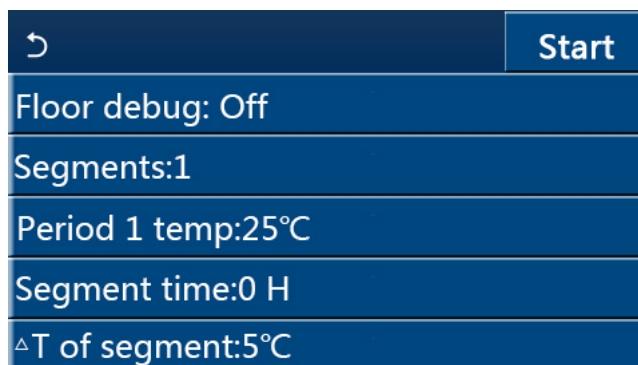 Start
Floor debug: Off
Segments:1
Period 1 temp:25℃
Segment time:0 H
△T of segment:5℃